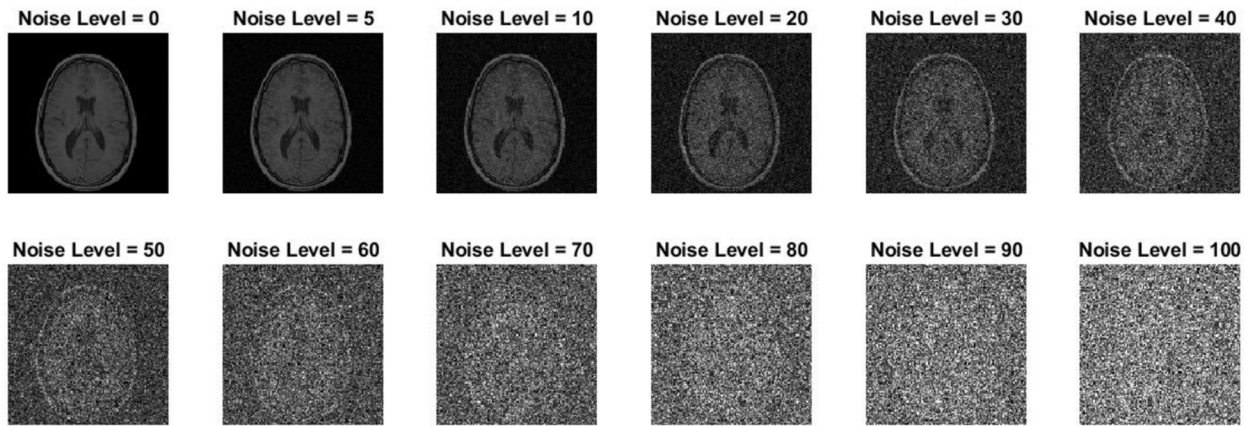 Noise Level = 0
Noise Level = 5
Noise Level = 10
Noise Level = 20
Noise Level = 30
Noise Level = 40
Noise Level = 50
Noise Level = 60
Noise Level = 70
Noise Level = 80
Noise Level = 90
Noise Level = 100